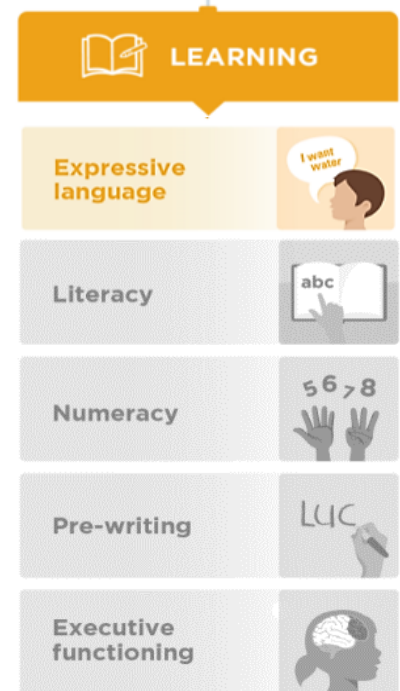 LEARNING
Expressive
language
I want
water
Literacy
abc
Numeracy
5 6 7 8
Pre-writing
LUC
Executive
functioning